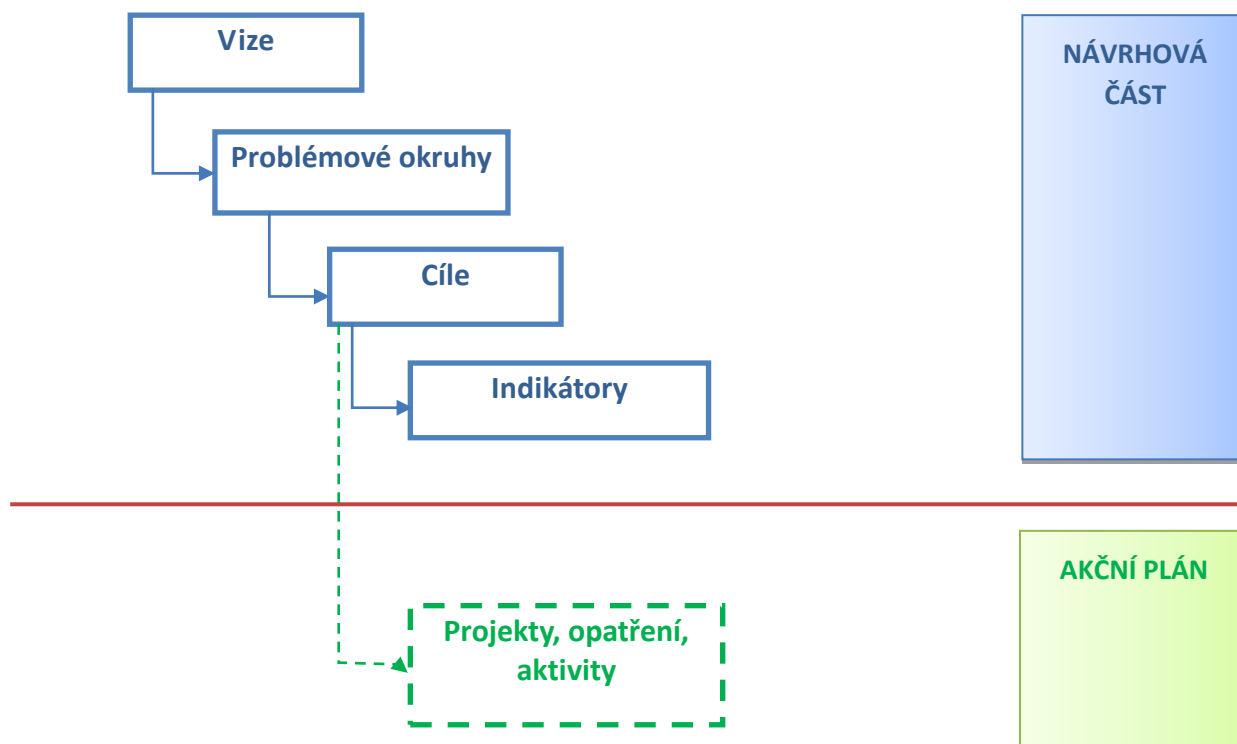 Vize
NÁVRHOVÁ
ČÁST
Problémové okruhy
Cíle
Indikátory
AKČNÍ PLÁN
Projekty, opatření,
aktivity